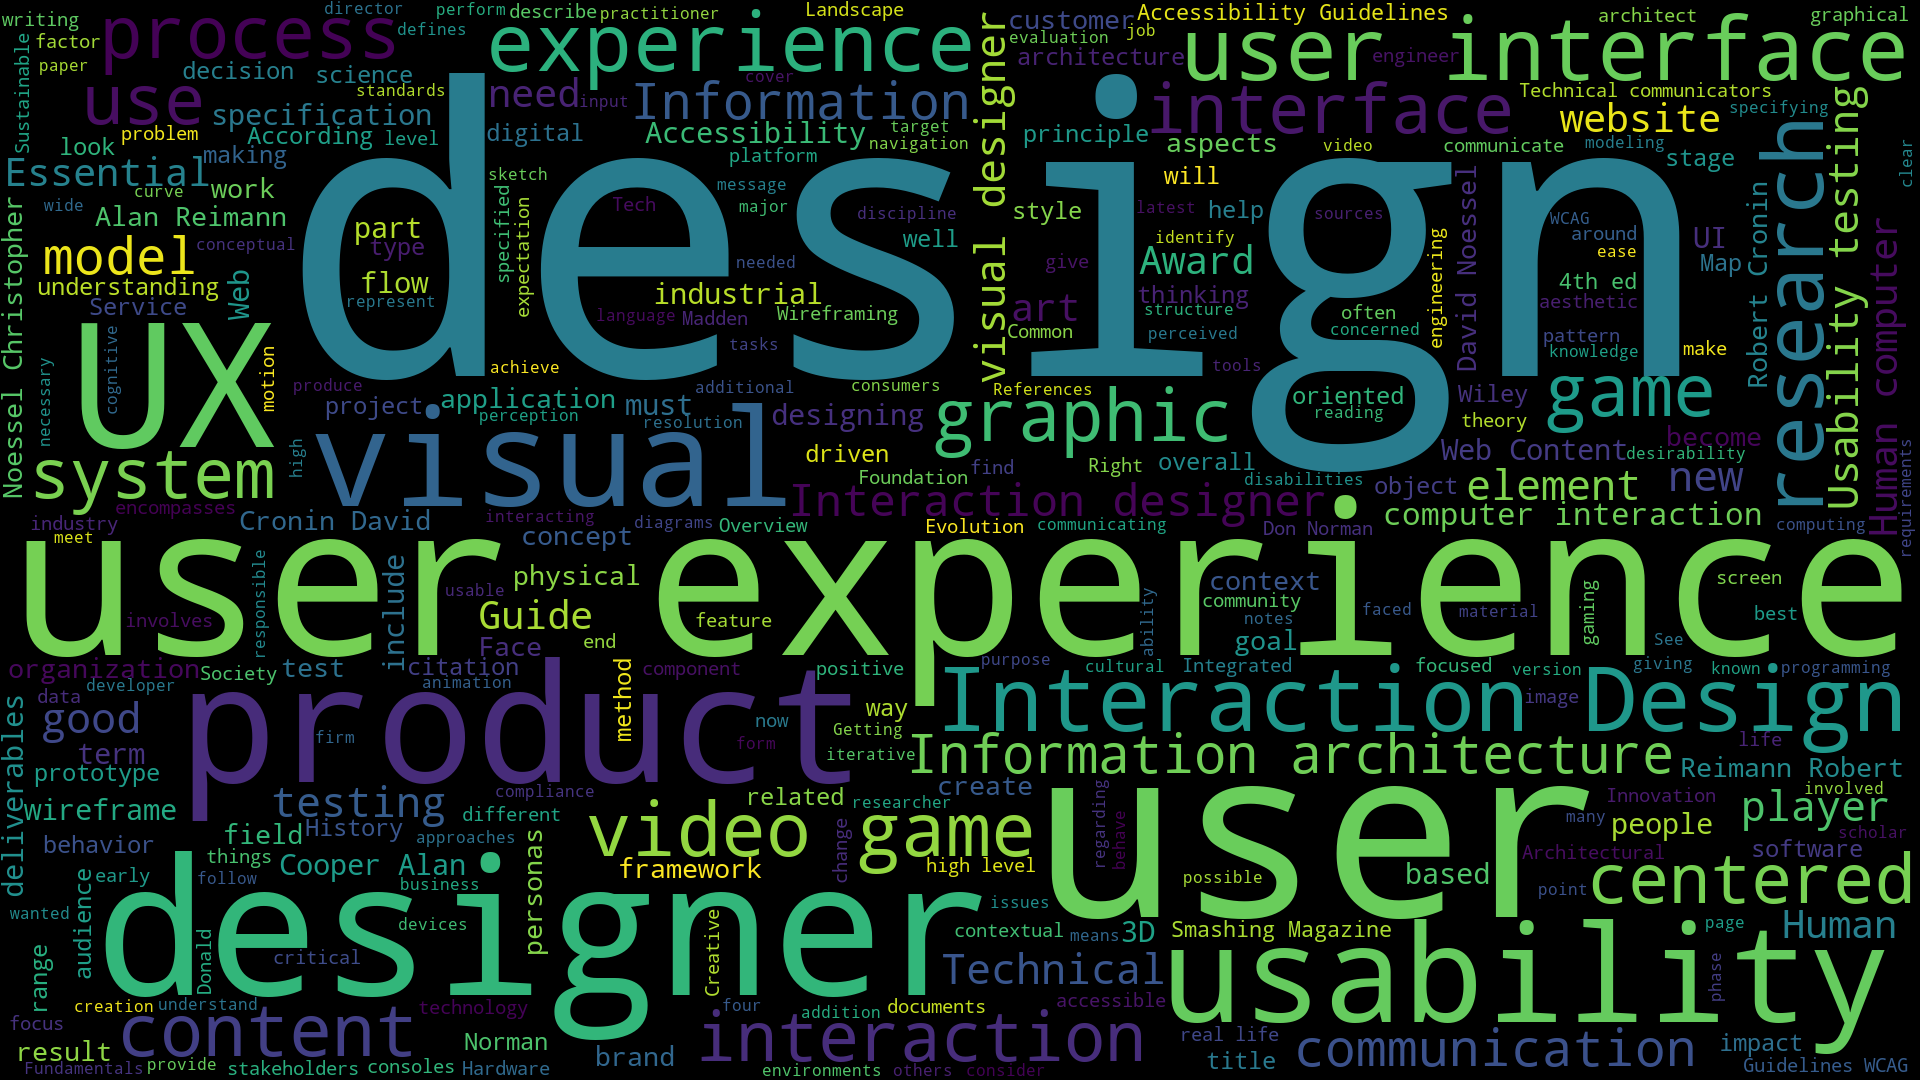 writing
director
perform
describe
practitioner
Landscape
customer
Accessibility Guidelines
architect
graphical
factor
process
defines
experience
evaluation
job
user interface
paper
decision
science
cover
architecture
engineer
Sustainable
use
standards
need
input
Information
interface
Technical communicators
specification
website
specifying
problem
According
level
digital
Accessibility
target
navigation
principle
aspects
video
communicate
modeling
look
making
platform
stage
clear
Essential
work
curve
sketch
message
visual designer
will
design
research
Usability testing
wide
Alan Reimann
part
specified
Tech
major
discipline
style
latest
help
sources
David Noessel
WCAG
Robert Cronin
conceptual
type
expectation
well
identify
around
UI
model
understanding
flow
needed
give
Award
engineering
ease
Map
Noessel Christopher
Web
represent
industrial
thinking
4th ed
aesthetic
Service
language
Madden
Wireframing
art
structure
often
Human computer
UX
cognitive
motion
tasks
Common
perceived
concerned
pattern
knowledge
make
necessary
achieve
tools
produce
additional
consumers
References
oriented
Wiley
game
project
application
perception
must
resolution
designing
graphic
reading
theory
high
visual
driven
Web Content
become
desirability
system
Foundation
find
Right
overall
disabilities
object
element
new
requirements
encompasses
Interaction designer
industry
meet
Cronin David
interacting
diagrams
Overview
Evolution
communicating
Don Norman
computer interaction
computing
concept
user experience
responsible
include
usable
physical
context
community
ability
notes
faced
material
gaming
screen
best
involves
Guide
feature
goal
See
Face
end
organization
Society
test
citation
component
positive
purpose
cultural
Integrated
focused
version
giving
known
programming
deliverables
data
developer
animation
product
method
way
Interaction Design
image
good
firm
now
Getting
term
form
iterative
Information architecture
life
prototype
Reimann Robert
compliance
create
regarding
involved
wireframe
testing
related
researcher
user
Innovation
player
different
many
people
scholar
field
History
approaches
video game
change
behave
behavior
personas
Architectural
software
things
Cooper Alan
framework
high level
early
follow
business
possible
based
point
centered
audience
designer
issues
wanted
devices
Creative
contextual
means
3D
Smashing Magazine
page
Human
range
Donald
critical
Technical
usability
phase
creation
understand
technology
four
addition
documents
accessible
focus
content
interaction
real life
communication
impact
result
Norman
brand
title
Fundamentals
provide
stakeholders
consoles
Hardware
environments
others
consider
Guidelines WCAG